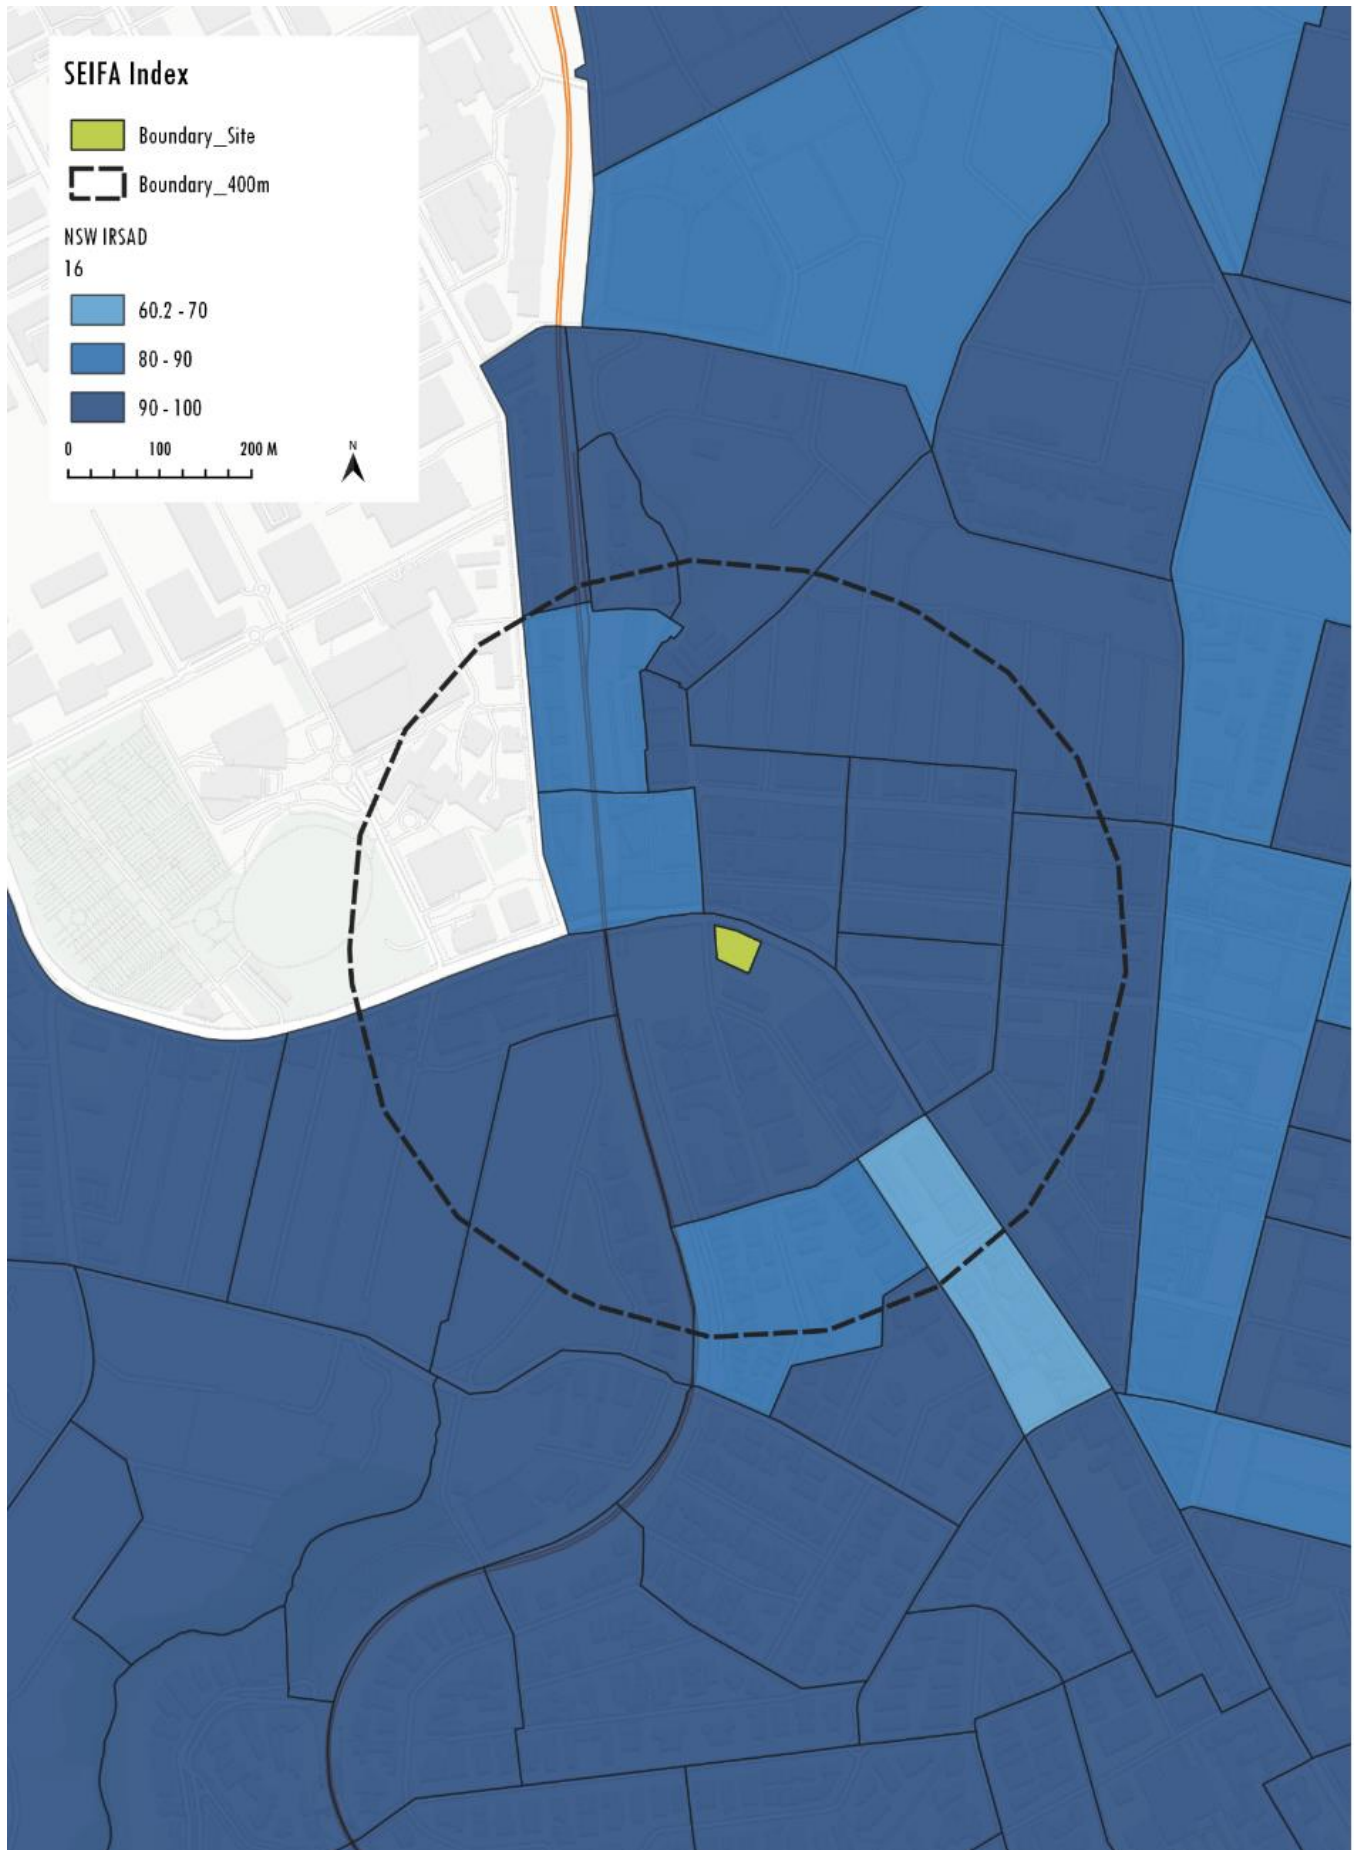 SEIFA Index
Boundary_Site
Boundary_400m
NSW IRSAD
16
60.2 - 70
80 - 90
90 - 100
0 100 200 M
N